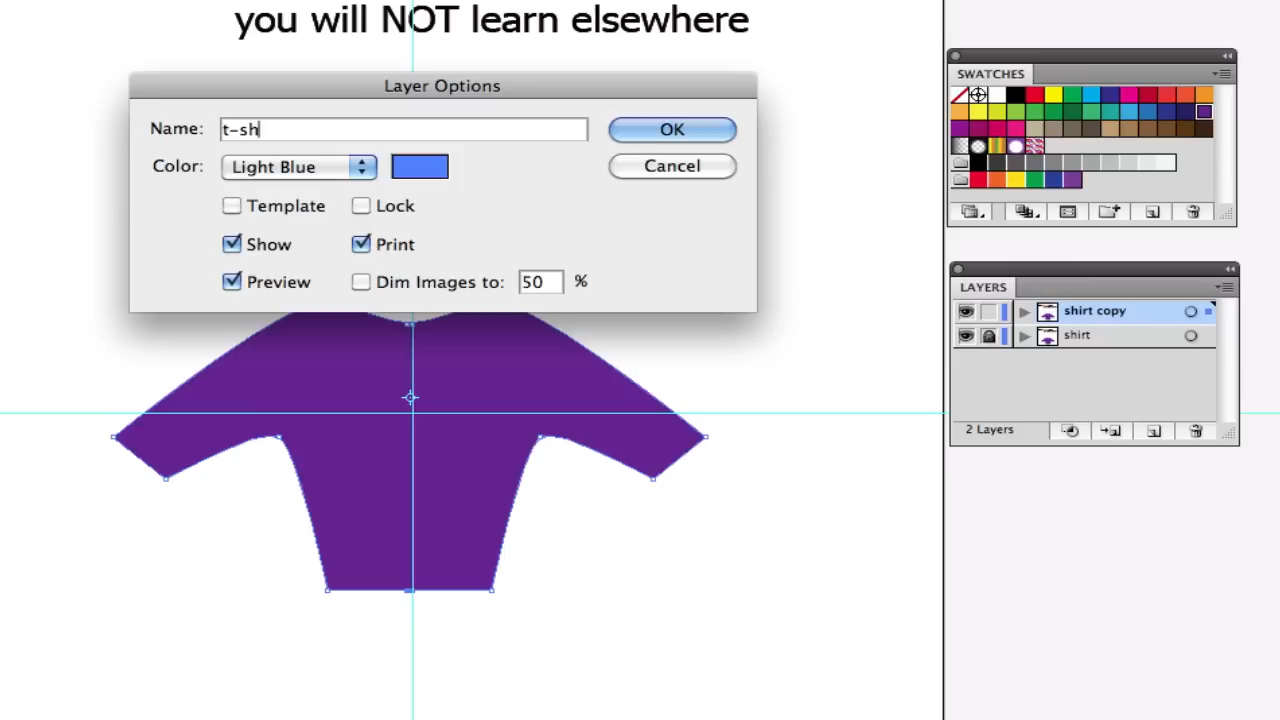 you will NOT learn elsewhere
Layer Options
Name: t-sh
OK
Color: Light Blue
Cancel
Template
Lock
Show
Print
Preview
Dim Images to: 50 %
SWATCHES
LAYERS
shirt copy
shirt
2 Layers